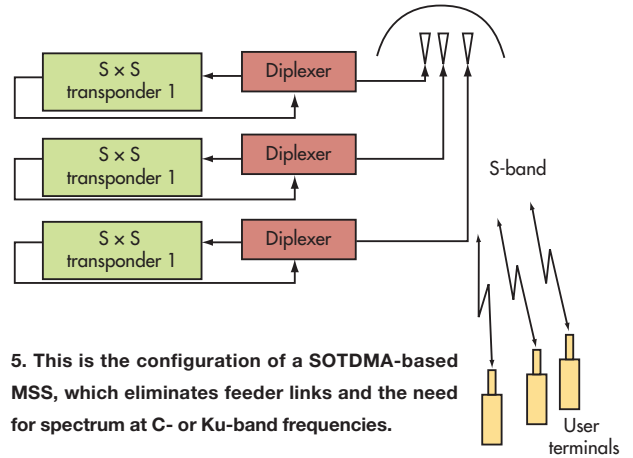 S × S
transponder 1
Diplexer
S × S
transponder 1
Diplexer
S-band
S × S
transponder 1
Diplexer
5. This is the configuration of a SOTDMA-based
MSS, which eliminates feeder links and the need
for spectrum at C- or Ku-band frequencies.
User
terminals